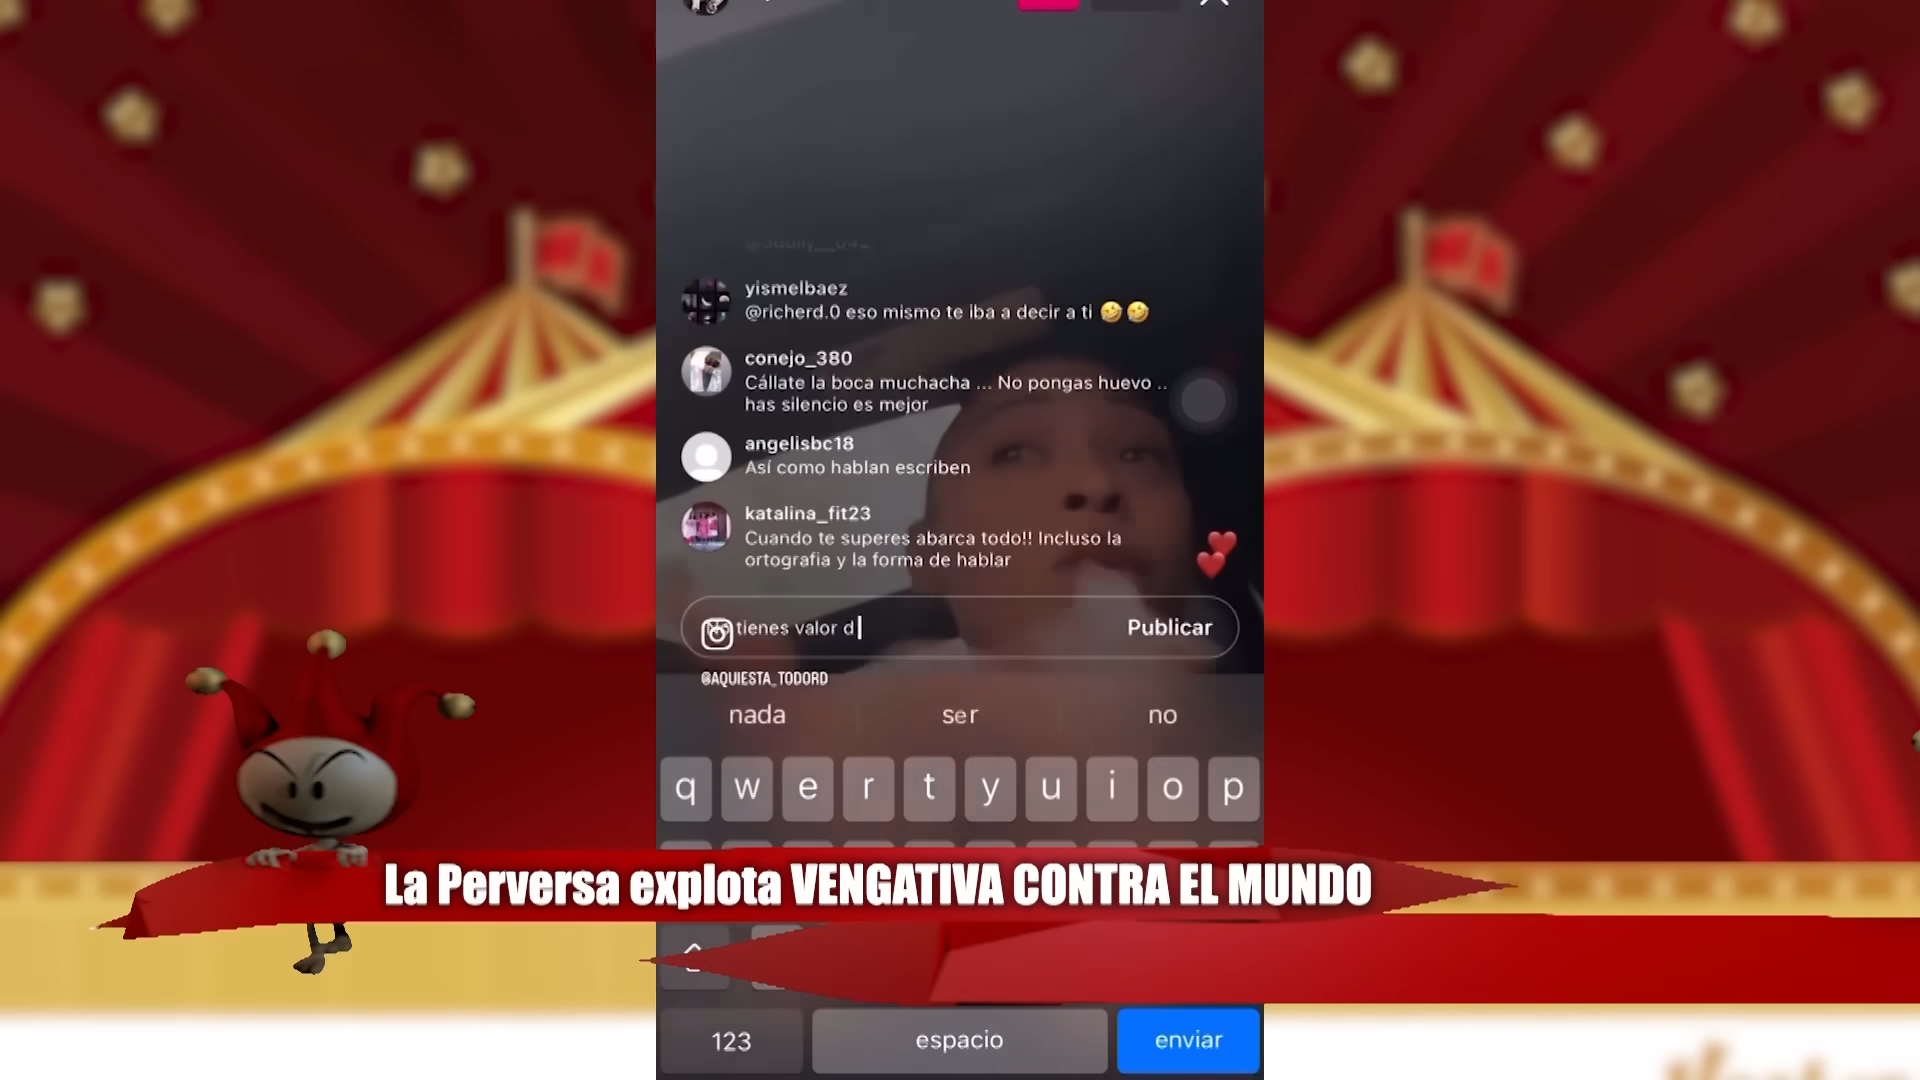 yismelbaez
@richerd.0 eso mismo te iba a decir a ti 🤣🤣
conejo_380
Cállate la boca muchacha ... No pongas huevo ..
has silencio es mejor
angelisbc18
Así como hablan escriben
katalina_fit23
Cuando te superes abarca todo!! Incluso la
ortografia y la forma de hablar
tienes valor d
Publicar
@AQUIESTA_TODORD
nada ser no
q w e r t y u i o p
La Perversa explota VENGATIVA CONTRA EL MUNDO
123 espacio enviar